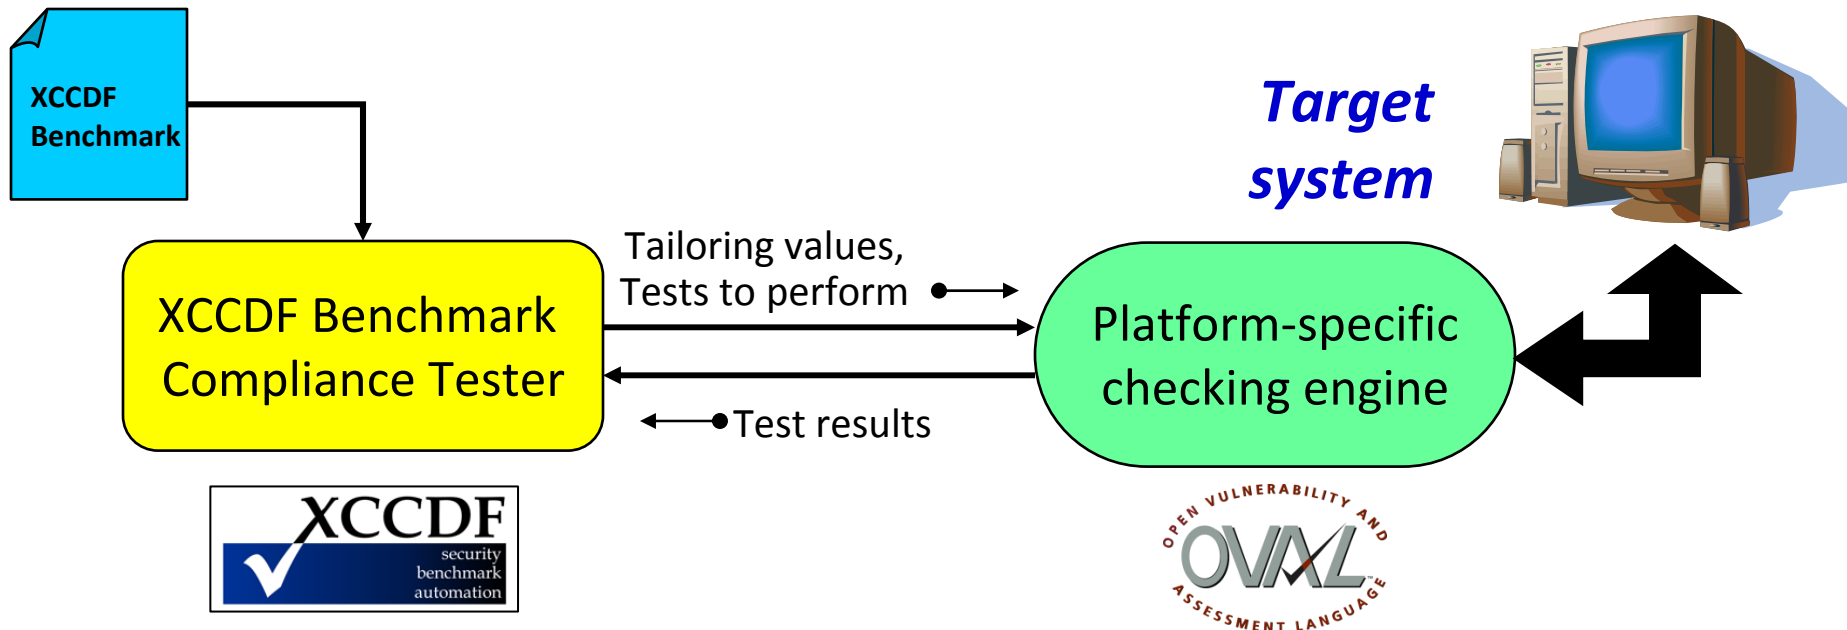 XCCDF
Benchmark
Target
system
Tailoring values,
Tests to perform
XCCDF Benchmark
Compliance Tester
Platform-specific
checking engine
Test results
XCCDF
security
benchmark
automation
OPEN VULNERABILITY AND
OVAL
ASSESSMENT LANGUAGE